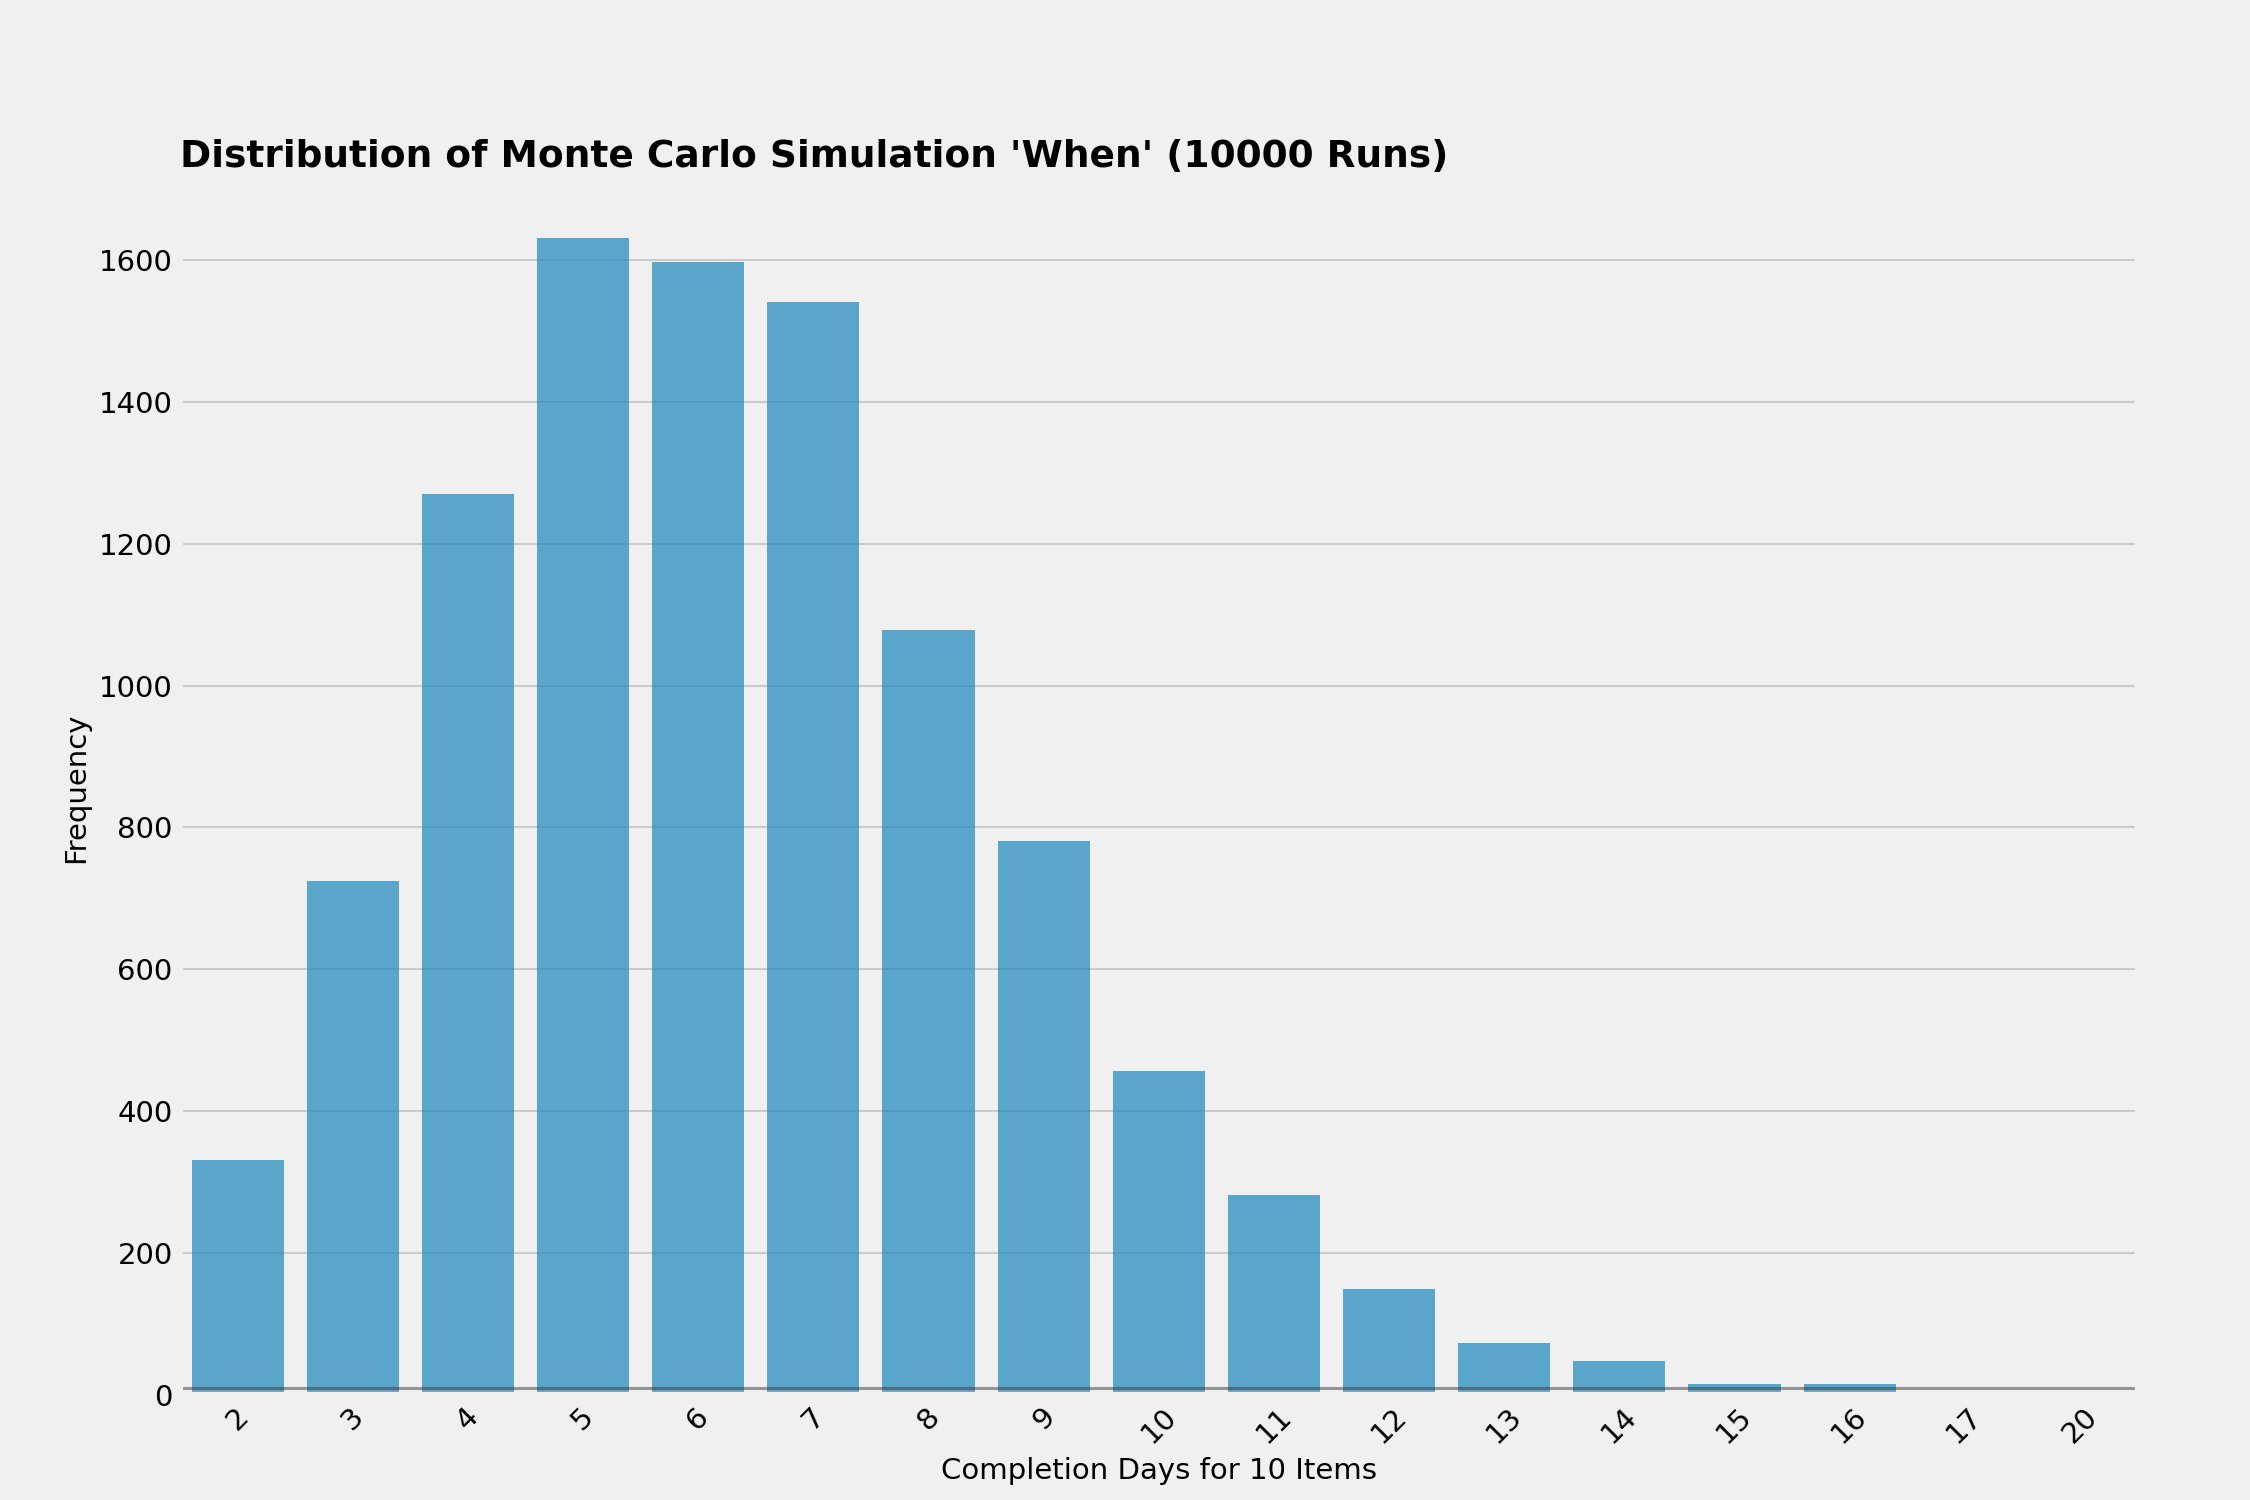 Distribution of Monte Carlo Simulation 'When' (10000 Runs)
1600
1400
1200
1000
800
600
400
200
0
Frequency
2 3 4 5 6 7 8 9 10 11 12 13 14 15 16 17 20
Completion Days for 10 Items